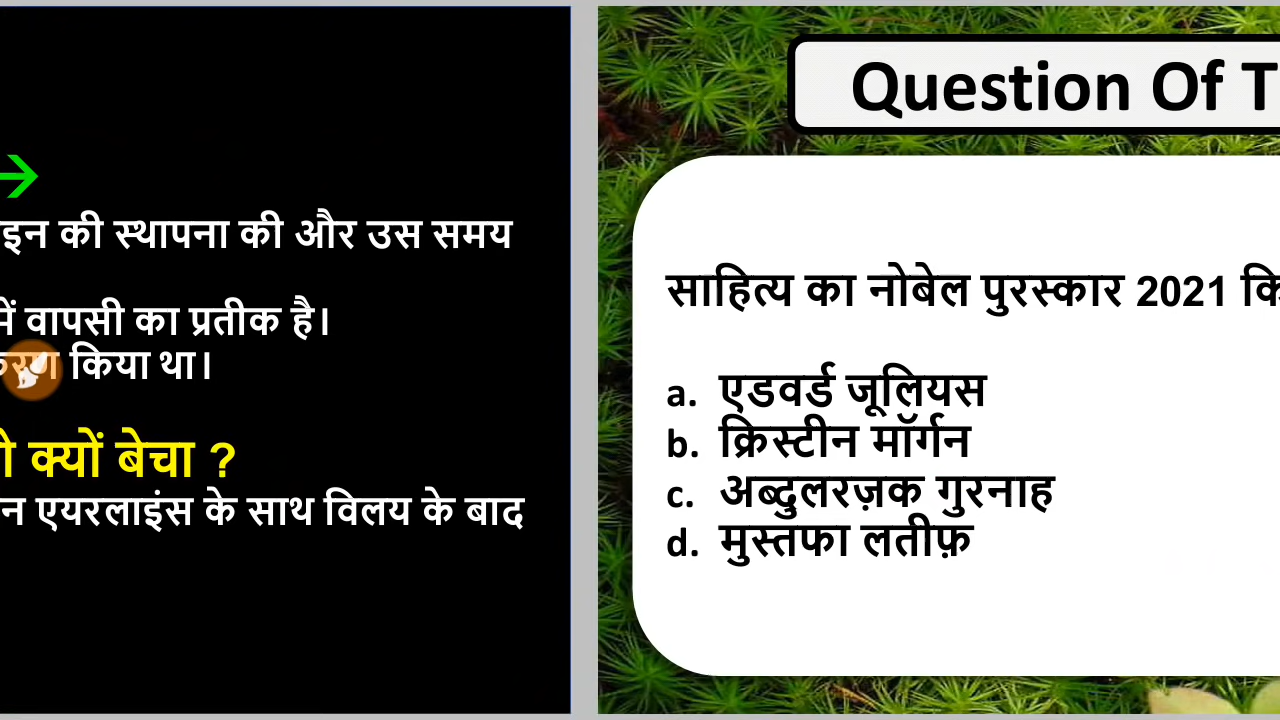 →
इन की स्थापना की और उस समय
में वापसी का प्रतीक है।
किया था।
क्यों बेचा ?
एयरलाइंस के साथ विलय के बाद
Question Of T
साहित्य का नोबेल पुरस्कार 2021
a. एडवर्ड जूलियस
b. क्रिस्टीन मॉर्गन
c. अब्दुलरज़क गुरनाह
d. मुस्तफा लतीफ़